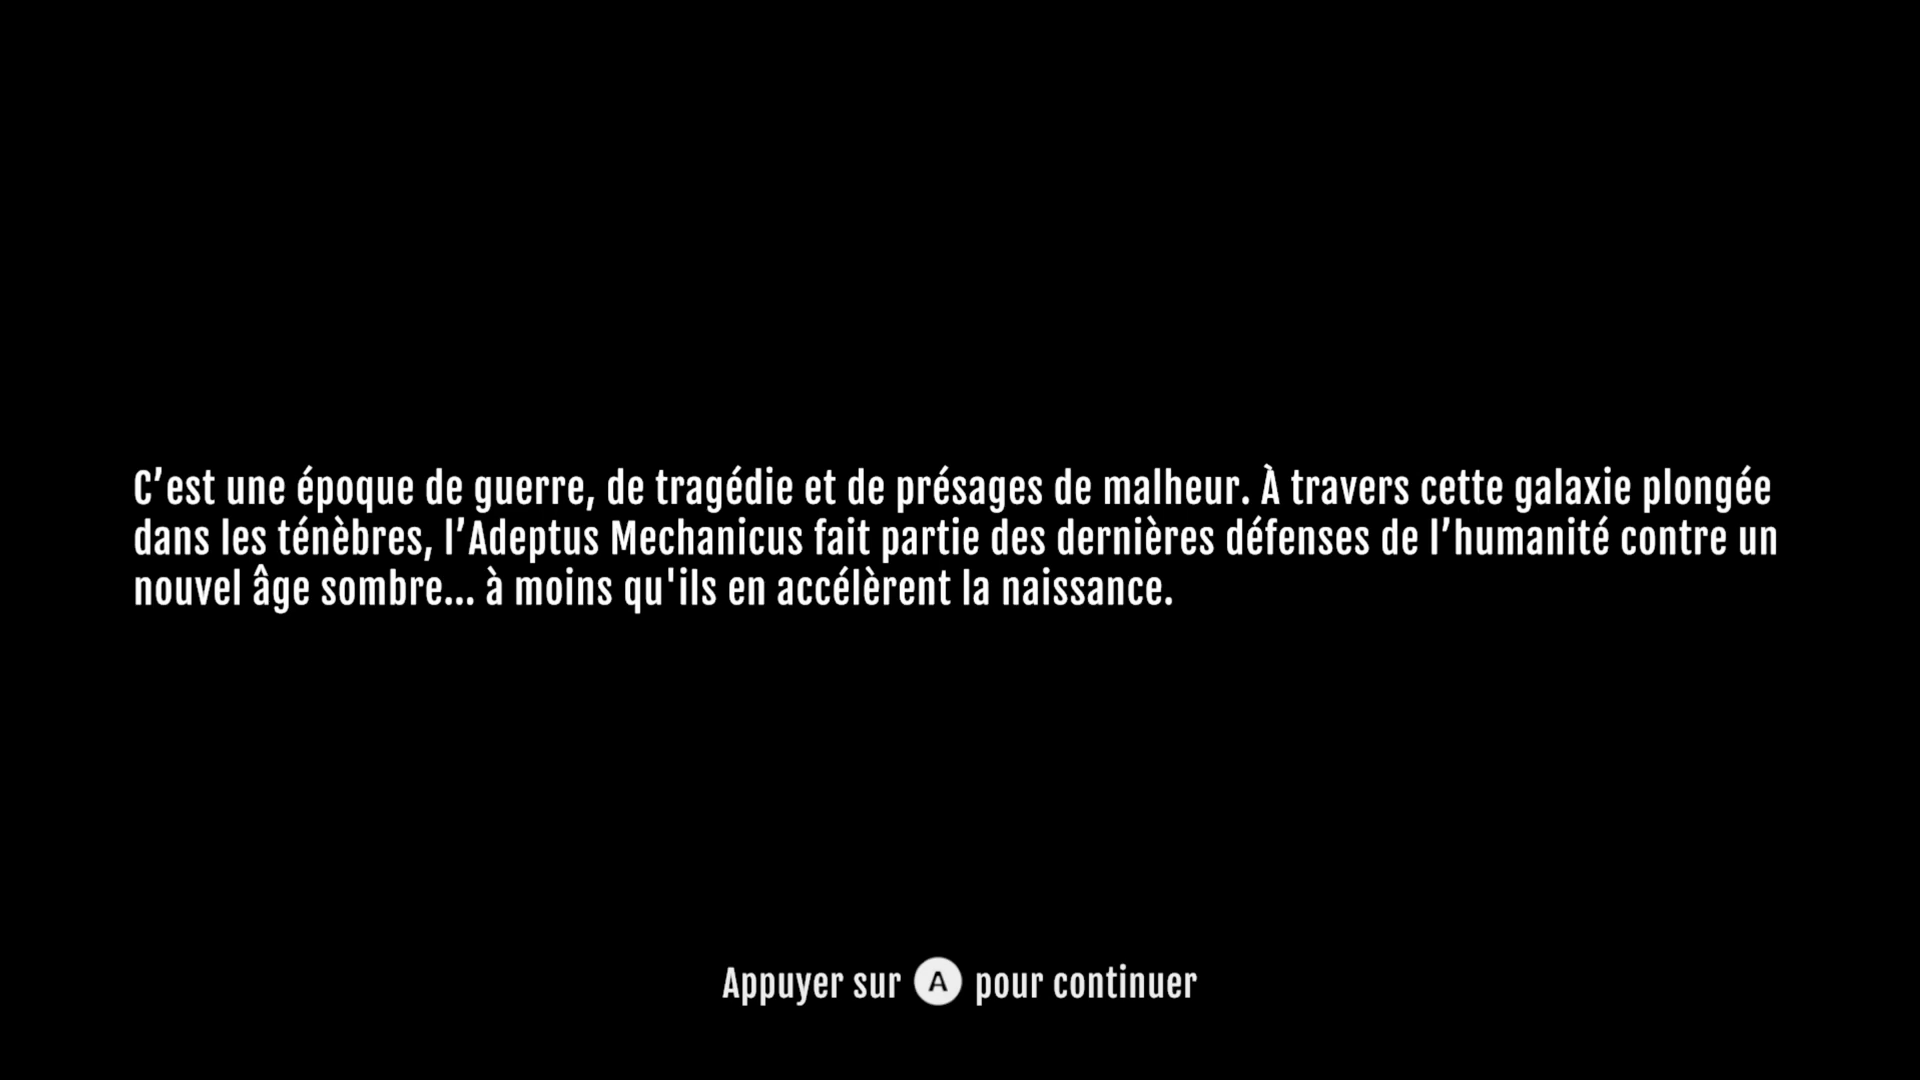 C’est une époque de guerre, de tragédie et de présages de malheur. À travers cette galaxie plongée
dans les ténèbres, l’Adeptus Mechanicus fait partie des dernières défenses de l’humanité contre un
nouvel âge sombre... à moins qu'ils en accélèrent la naissance.
Appuyer sur A pour continuer